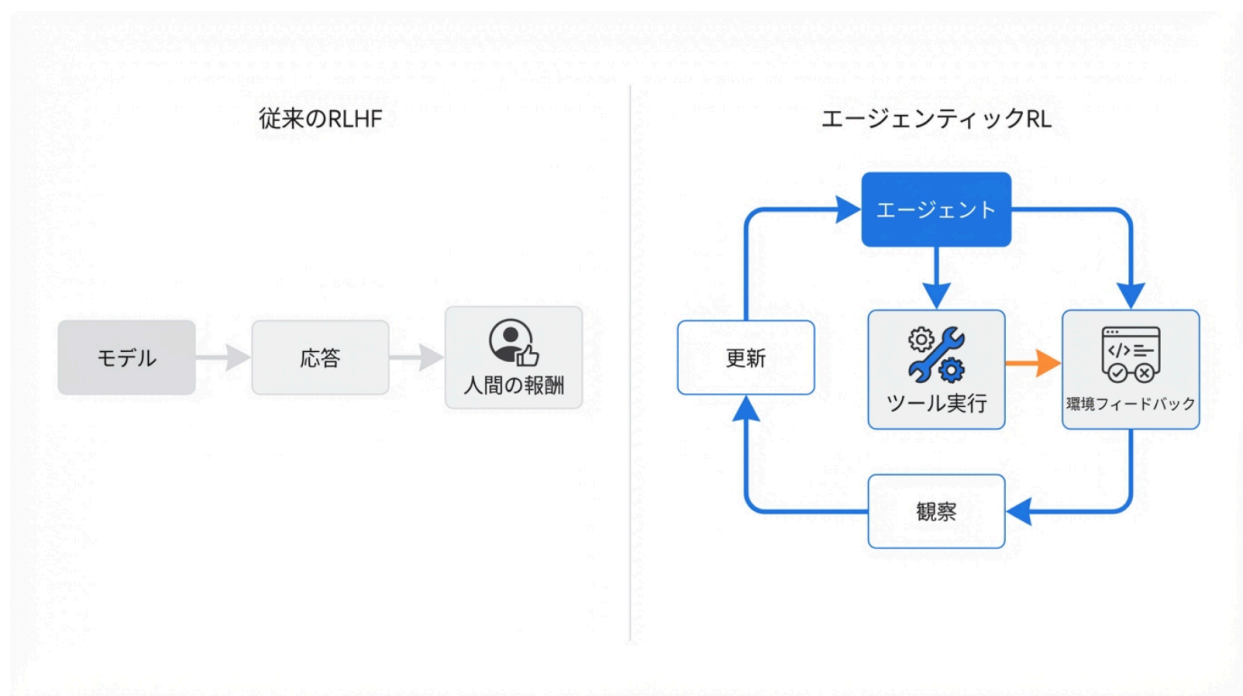 従来のRLHF
モデル
応答
人間の報酬
エージェンティックRL
エージェント
更新
ツール実行
</>
環境フィードバック
観察